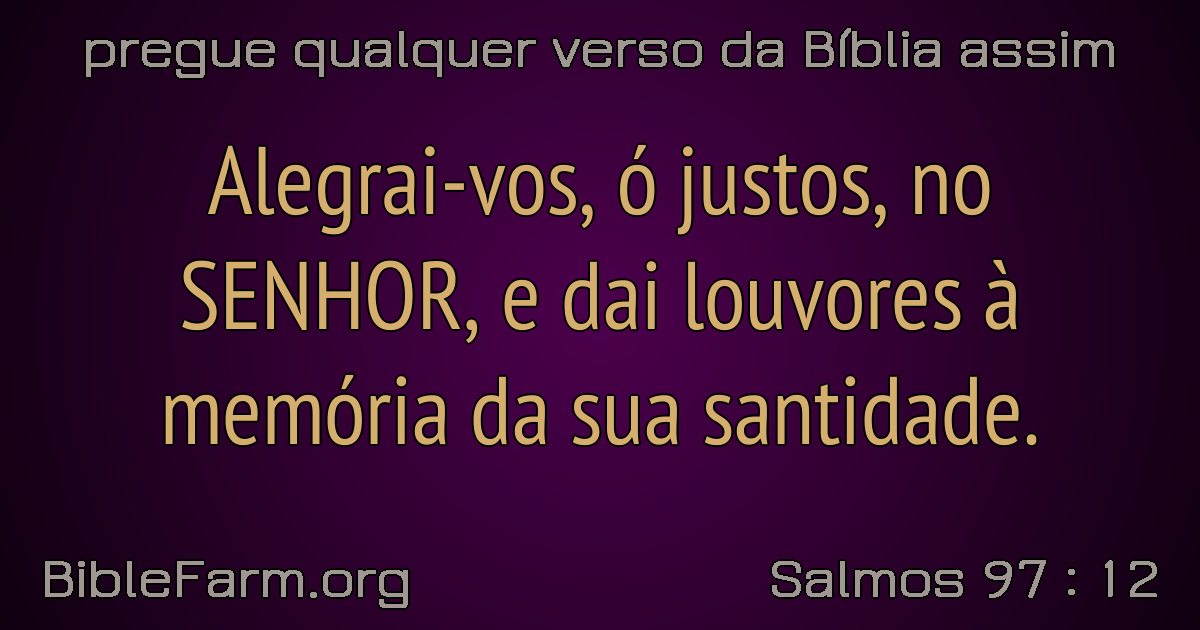 pregue qualquer verso da Bíblia assim
Alegrai-vos, ó justos, no
SENHOR, e dai louvores à
memória da sua santidade.
BibleFarm.org
Salmos 97 : 12